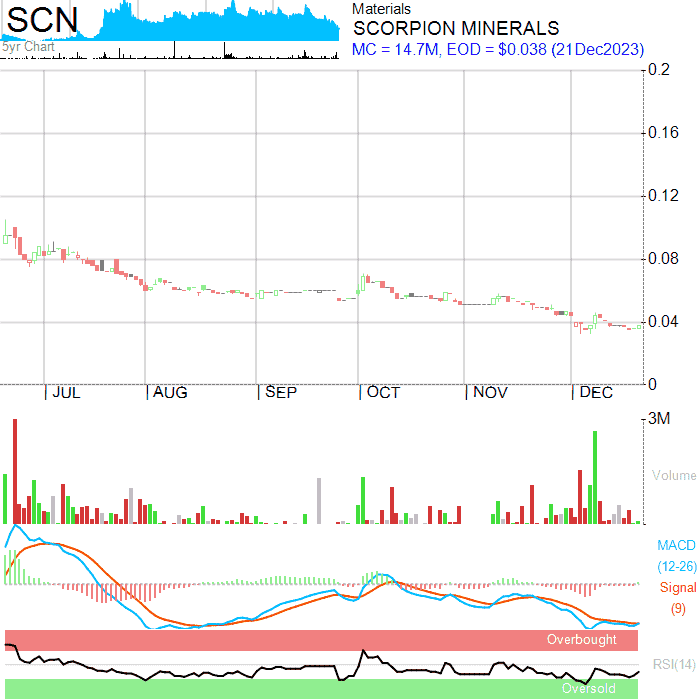 SCN
5yr Chart
Materials
SCORPION MINERALS
MC = 14.7M, EOD = $0.038 (21Dec2023)
0.2
0.16
0.12
0.08
0.04
0
JUL AUG SEP OCT NOV DEC
3M
Volume
MACD
(12-26)
Signal
(9)
Overbought
RSI(14)
Oversold